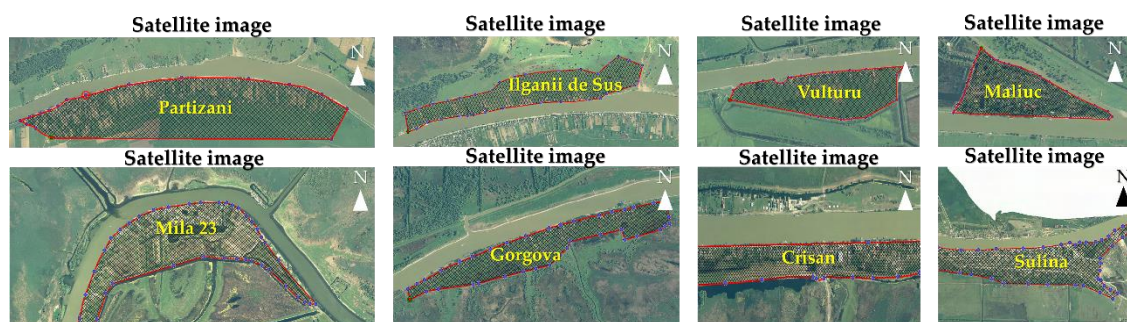 Satellite image Satellite image Satellite image Satellite image
N N N N
Partizani Ilganii de Sus Vulturu Maliuc
Satellite image Satellite image Satellite image Satellite image
N N N N
Mila 23 Gorgova Crisan Sulina